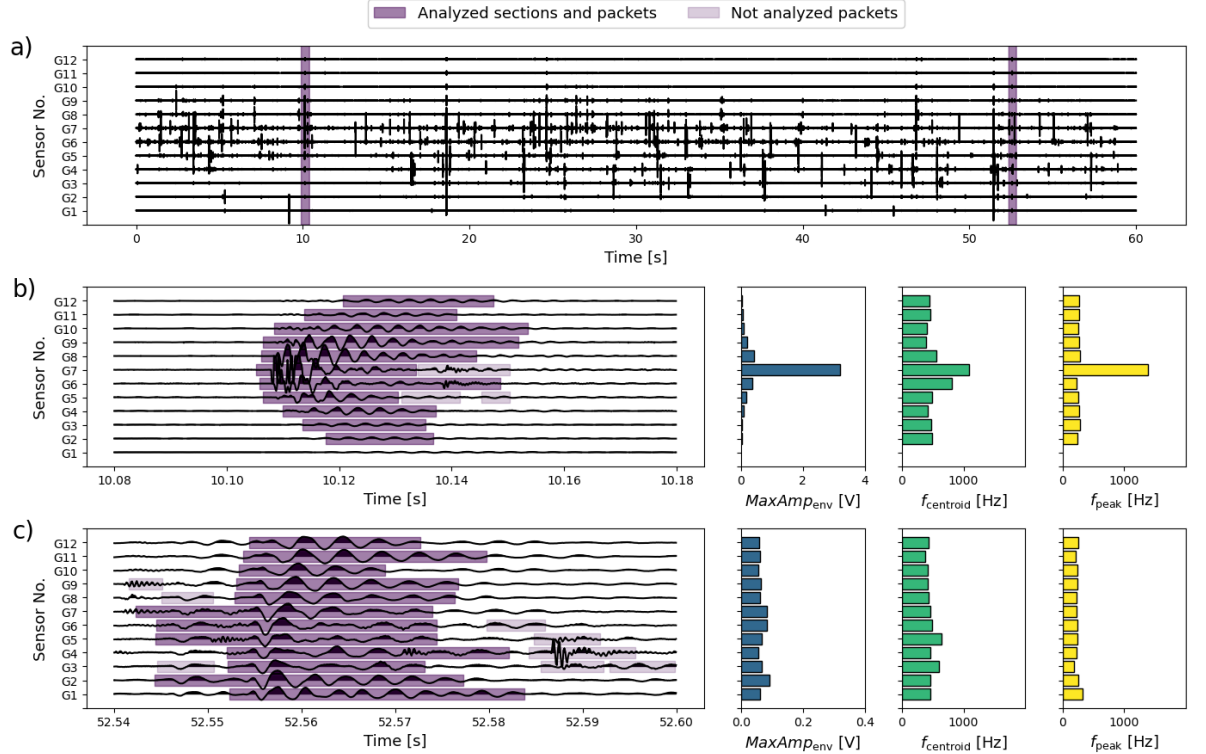 Analyzed sections and packets Not analyzed packets
a)
G12
G11
G10
G9
G8
G7
G6
G5
G4
G3
G2
G1
Sensor No.
0 10 20 30 40 50 60
Time [s]
b)
G12
G11
G10
G9
G8
G7
G6
G5
G4
G3
G2
G1
Sensor No.
10.08 10.10 10.12 10.14 10.16 10.18
Time [s]
0 2 4
MaxAmp_env [V]
0 1000
f_centroid [Hz]
0 1000
f_peak [Hz]
c)
G12
G11
G10
G9
G8
G7
G6
G5
G4
G3
G2
G1
Sensor No.
52.54 52.55 52.56 52.57 52.58 52.59 52.60
Time [s]
0.0 0.2 0.4
MaxAmp_env [V]
0 1000
f_centroid [Hz]
0 1000
f_peak [Hz]